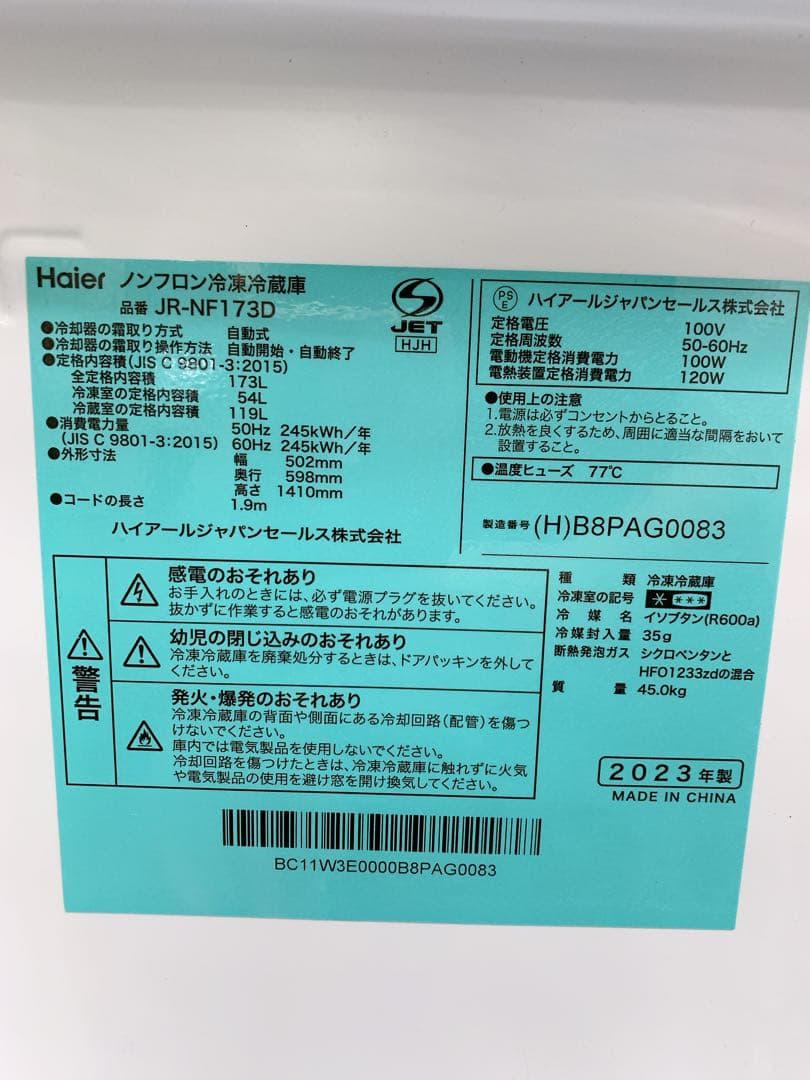 Haier ノンフロン冷凍冷蔵庫
品番 JR-NF173D
●冷却器の霜取り方式 自動式
●冷却器の霜取り操作方法 自動開始・自動終了
●定格内容積(JIS C 9801-3:2015)
全定格内容積 173L
冷凍室の定格内容積 54L
冷蔵室の定格内容積 119L
●消費電力量 50Hz 245kWh/年
(JIS C 9801-3:2015) 60Hz 245kWh/年
●外形寸法 幅 502mm
奥行 598mm
高さ 1410mm
●コードの長さ 1.9m
ハイアールジャパンセールス株式会社
S
JET
HJH
PSE ハイアールジャパンセールス株式会社
定格電圧 100V
定格周波数 50-60Hz
電動機定格消費電力 100W
電熱装置定格消費電力 120W
●使用上の注意
1.電源は必ずコンセントからとること。
2.放熱を良くするため、周囲に適当な間隔をおいて
設置すること。
●温度ヒューズ 77℃
製造番号 (H)B8PAG0083
警告
感電のおそれあり
お手入れのときには、必ず電源プラグを抜いてください。
抜かずに作業すると感電のおそれがあります。
幼児の閉じ込みのおそれあり
冷凍冷蔵庫を廃棄処分するときは、ドアパッキンを外して
ください。
発火・爆発のおそれあり
冷凍冷蔵庫の背面や側面にある冷却回路(配管)を傷つ
けないでください。
庫内では電気製品を使用しないでください。
冷却回路を傷つけたときは、冷凍冷蔵庫に触れずに火気
や電気製品の使用を避け窓を開け換気してください。
種類 冷凍冷蔵庫
冷凍室の記号 * ***
冷媒名 イソブタン(R600a)
冷媒封入量 35g
断熱発泡ガス シクロペンタンと
HFO1233zdの混合
質量 45.0kg
2023年製
MADE IN CHINA
BC11W3E0000B8PAG0083